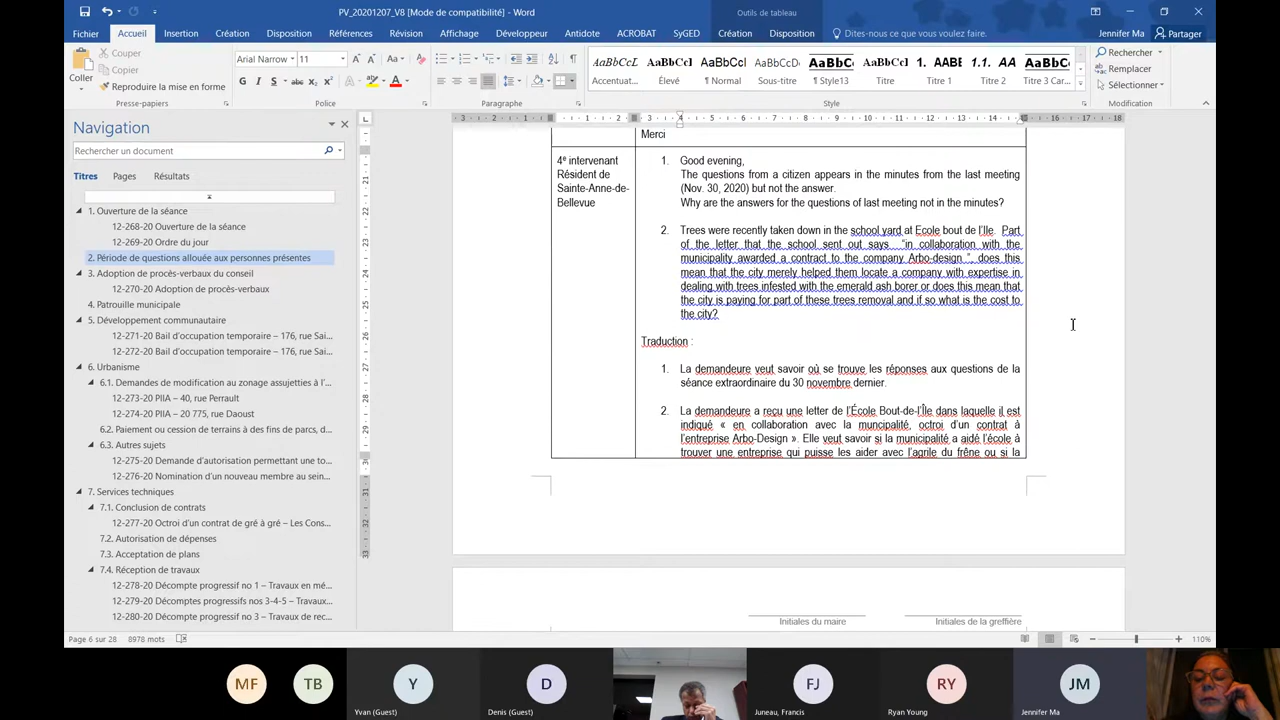 PV_20201207_V8 [Mode de compatibilité] - Word
Outils de tableau
Fichier Accueil Insertion Création Disposition Références Révision Affichage Développeur Antidote ACROBAT SyGED Création Disposition Dites-nous ce que vous voulez faire. Jennifer Ma Partager
Coller
Couper
Copier
Reproduire la mise en forme
Presse-papiers
Arial Narrow 11
Police
Paragraphe
Accentuat... Élevé ¶ Normal Sous-titre ¶ Style13 Titre Titre 1 Titre 2 Titre 3 Car...
Style
Rechercher
Remplacer
Sélectionner
Modification
Navigation
Rechercher un document
Titres Pages Résultats
1. Ouverture de la séance
12-268-20 Ouverture de la séance
12-269-20 Ordre du jour
2. Période de questions allouée aux personnes présentes
3. Adoption de procès-verbaux du conseil
12-270-20 Adoption de procès-verbaux
4. Patrouille municipale
5. Développement communautaire
12-271-20 Bail d'occupation temporaire – 176, rue Sai...
12-272-20 Bail d'occupation temporaire – 176, rue Sai...
6. Urbanisme
6.1. Demandes de modification au zonage assujetties à l'...
12-273-20 PIIA – 40, rue Perrault
12-274-20 PIIA – 20 775, rue Daoust
6.2. Paiement ou cession de terrains à des fins de parcs, d...
6.3. Autres sujets
12-275-20 Demande d'autorisation permettant une to...
12-276-20 Nomination d'un nouveau membre au sein...
7. Services techniques
7.1. Conclusion de contrats
12-277-20 Octroi d'un contrat de gré à gré – Les Cons...
7.2. Autorisation de dépenses
7.3. Acceptation de plans
7.4. Réception de travaux
12-278-20 Décompte progressif no 1 – Travaux en mé...
12-279-20 Décomptes progressifs nos 3-4-5 – Travaux...
12-280-20 Décompte progressif no 3 – Travaux de rec...
Merci
4e intervenant
Résident de
Sainte-Anne-de-
Bellevue
1. Good evening,
The questions from a citizen appears in the minutes from the last meeting
(Nov. 30, 2020) but not the answer.
Why are the answers for the questions of last meeting not in the minutes?
2. Trees were recently taken down in the school yard at Ecole bout de l'Ile. Part
of the letter that the school sent out says "in collaboration with the
municipality awarded a contract to the company Arbo-design ", does this
mean that the city merely helped them locate a company with expertise in
dealing with trees infested with the emerald ash borer or does this mean that
the city is paying for part of these trees removal and if so what is the cost to
the city?
Traduction :
1. La demandeure veut savoir où se trouve les réponses aux questions de la
séance extraordinaire du 30 novembre dernier.
2. La demandeure a reçu une letter de l'École Bout-de-l'Île dans laquelle il est
indiqué « en collaboration avec la muncipalité, octroi d'un contrat à
l'entreprise Arbo-Design ». Elle veut savoir si la municipalité a aidé l'école à
trouver une entreprise qui puisse les aider avec l'agrile du frêne ou si la
Initiales du maire Initiales de la greffière
Page 6 sur 28 8978 mots 110%
MF TB Y D FJ RY JM
Yvan (Guest) Denis (Guest) Juneau, Francis Ryan Young Jennifer Ma